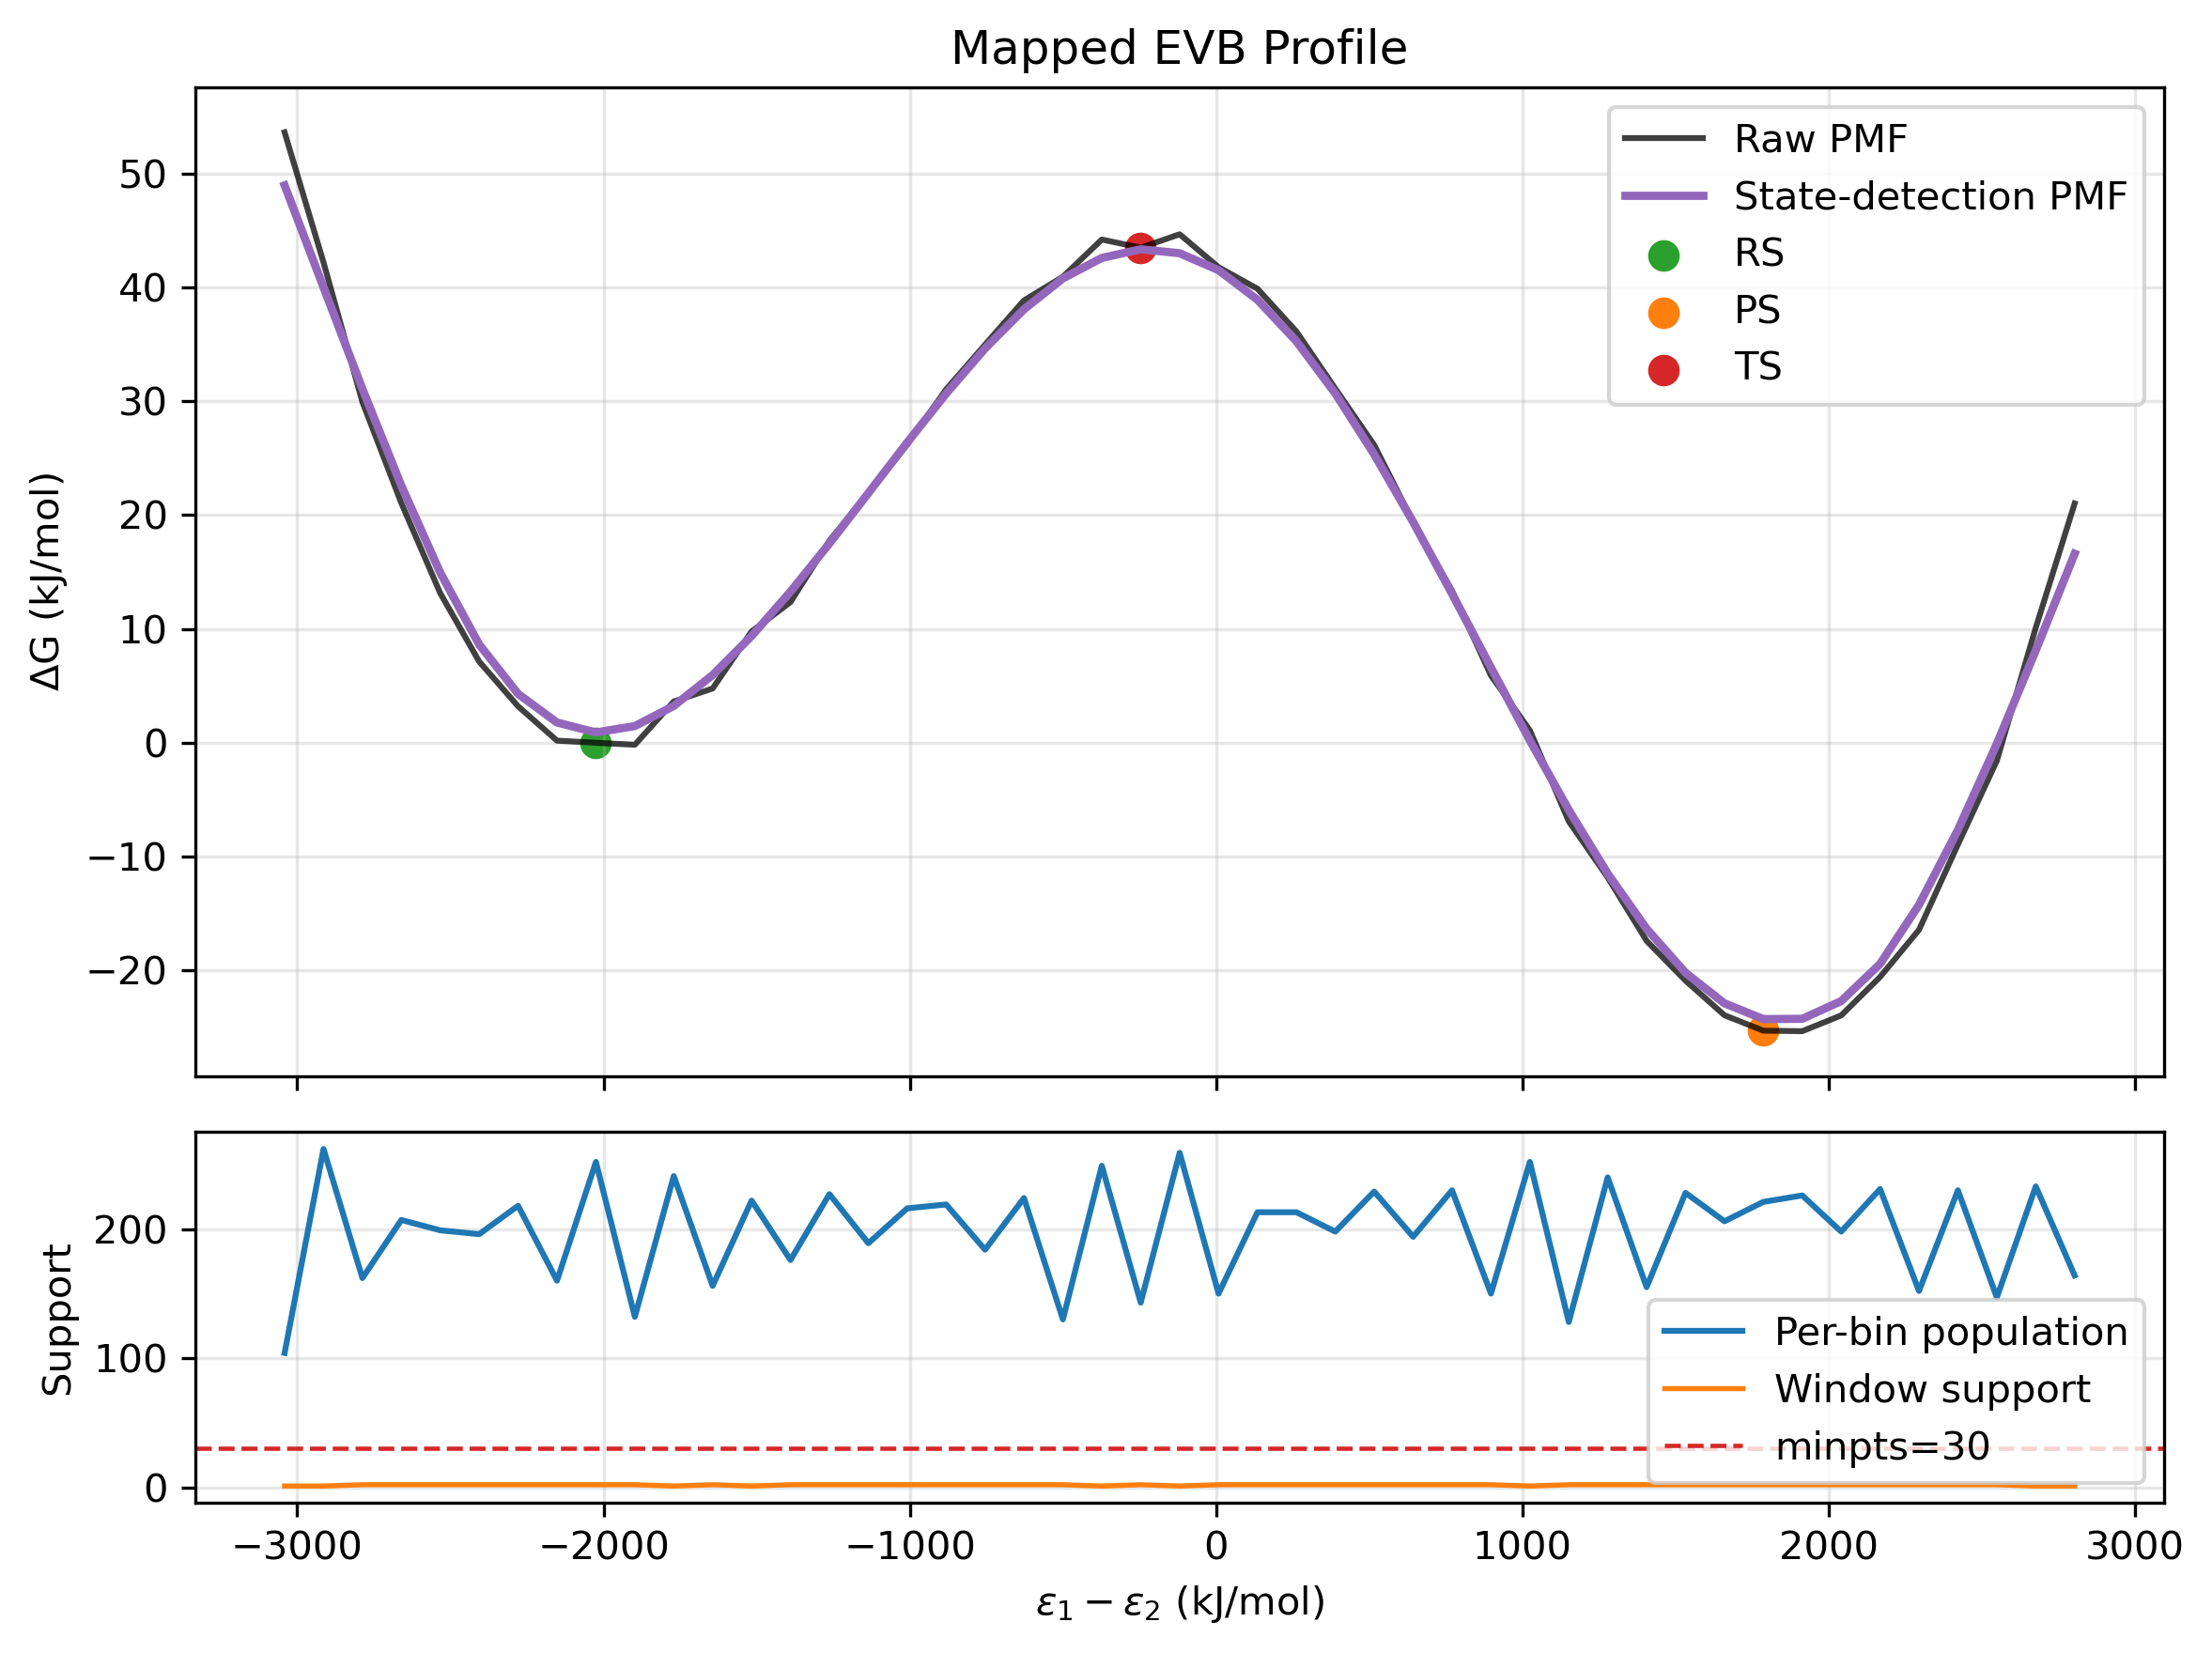 Mapped EVB Profile
ΔG (kJ/mol)
50
40
30
20
10
0
−10
−20
Raw PMF
State-detection PMF
RS
PS
TS
Support
200
100
0
Per-bin population
Window support
minpts=30
−3000 −2000 −1000 0 1000 2000 3000
ε₁ − ε₂ (kJ/mol)